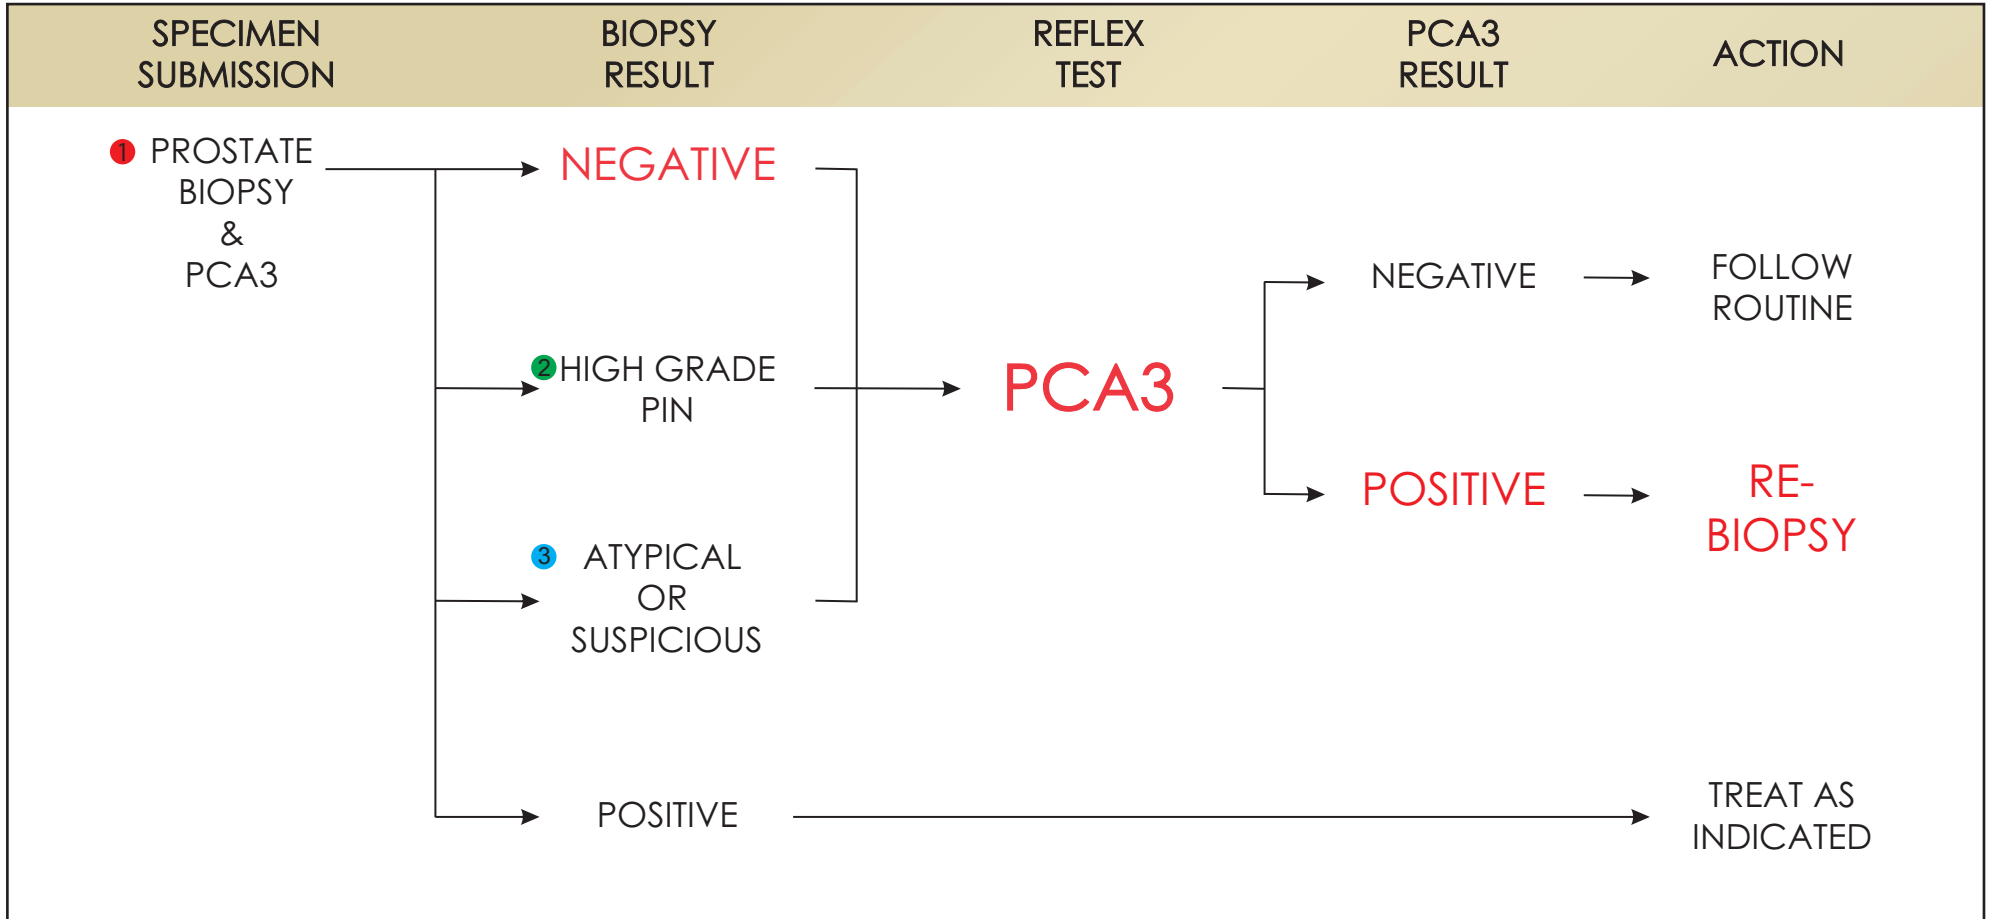 SPECIMEN
SUBMISSION
BIOPSY
RESULT
REFLEX
TEST
PCA3
RESULT
ACTION
1 PROSTATE
BIOPSY
&
PCA3
NEGATIVE
2 HIGH GRADE
PIN
3 ATYPICAL
OR
SUSPICIOUS
POSITIVE
PCA3
NEGATIVE
FOLLOW
ROUTINE
POSITIVE
RE-
BIOPSY
TREAT AS
INDICATED